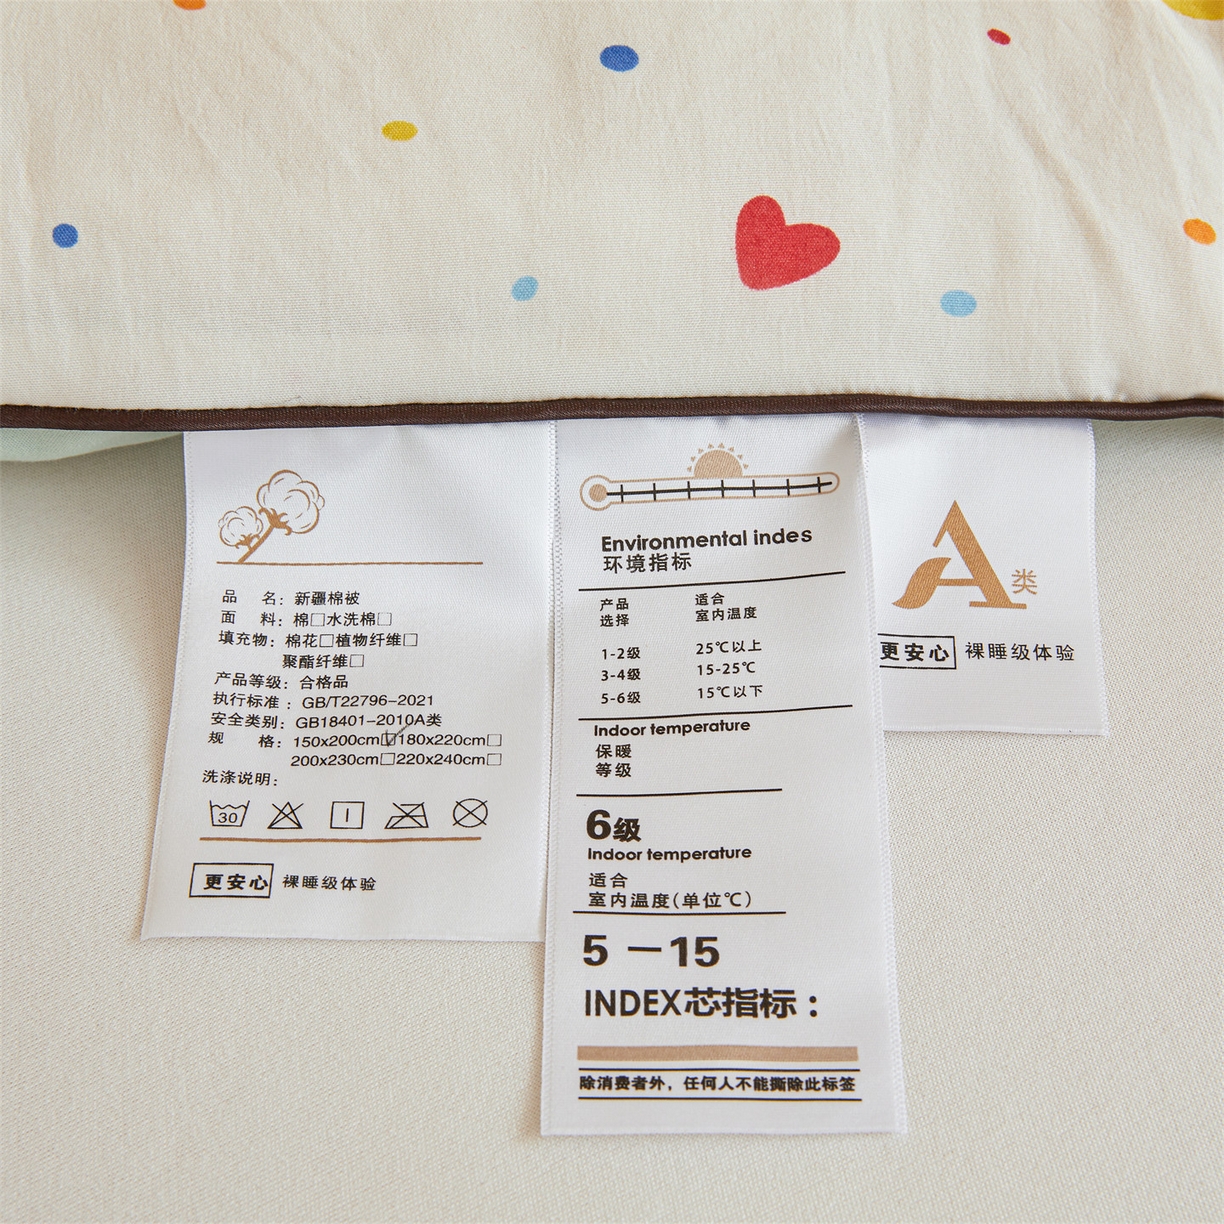 品 名：新疆棉被
面 料：棉□水洗棉□
填充物：棉花□植物纤维□
聚酯纤维□
产品等级：合格品
执行标准：GB/T22796-2021
安全类别：GB18401-2010A类
规 格：150x200cm☑180x220cm□
200x230cm□220x240cm□
洗涤说明：
30
更安心 裸睡级体验
Environmental indes
环境指标
产品 适合
选择 室内温度
1-2级 25℃以上
3-4级 15-25℃
5-6级 15℃以下
Indoor temperature
保暖
等级
6级
Indoor temperature
适合
室内温度(单位℃)
5 —15
INDEX芯指标：
除消费者外，任何人不能撕除此标签
A类
更安心 裸睡级体验